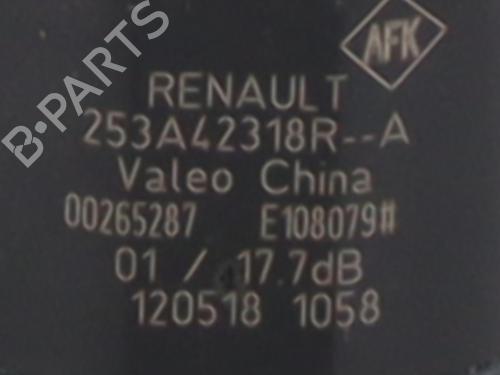 B-PARTS
AFK
RENAULT
253A42318R--A
Valeo China
00265287 E108079#
01 / 17.7dB
120518 1058